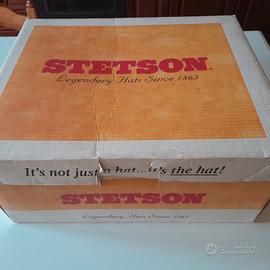 STETSON®
Legendary Hats Since 1865
It's not just a hat...it's the hat!
STETSON
Legendary Hats Since 1865
subito